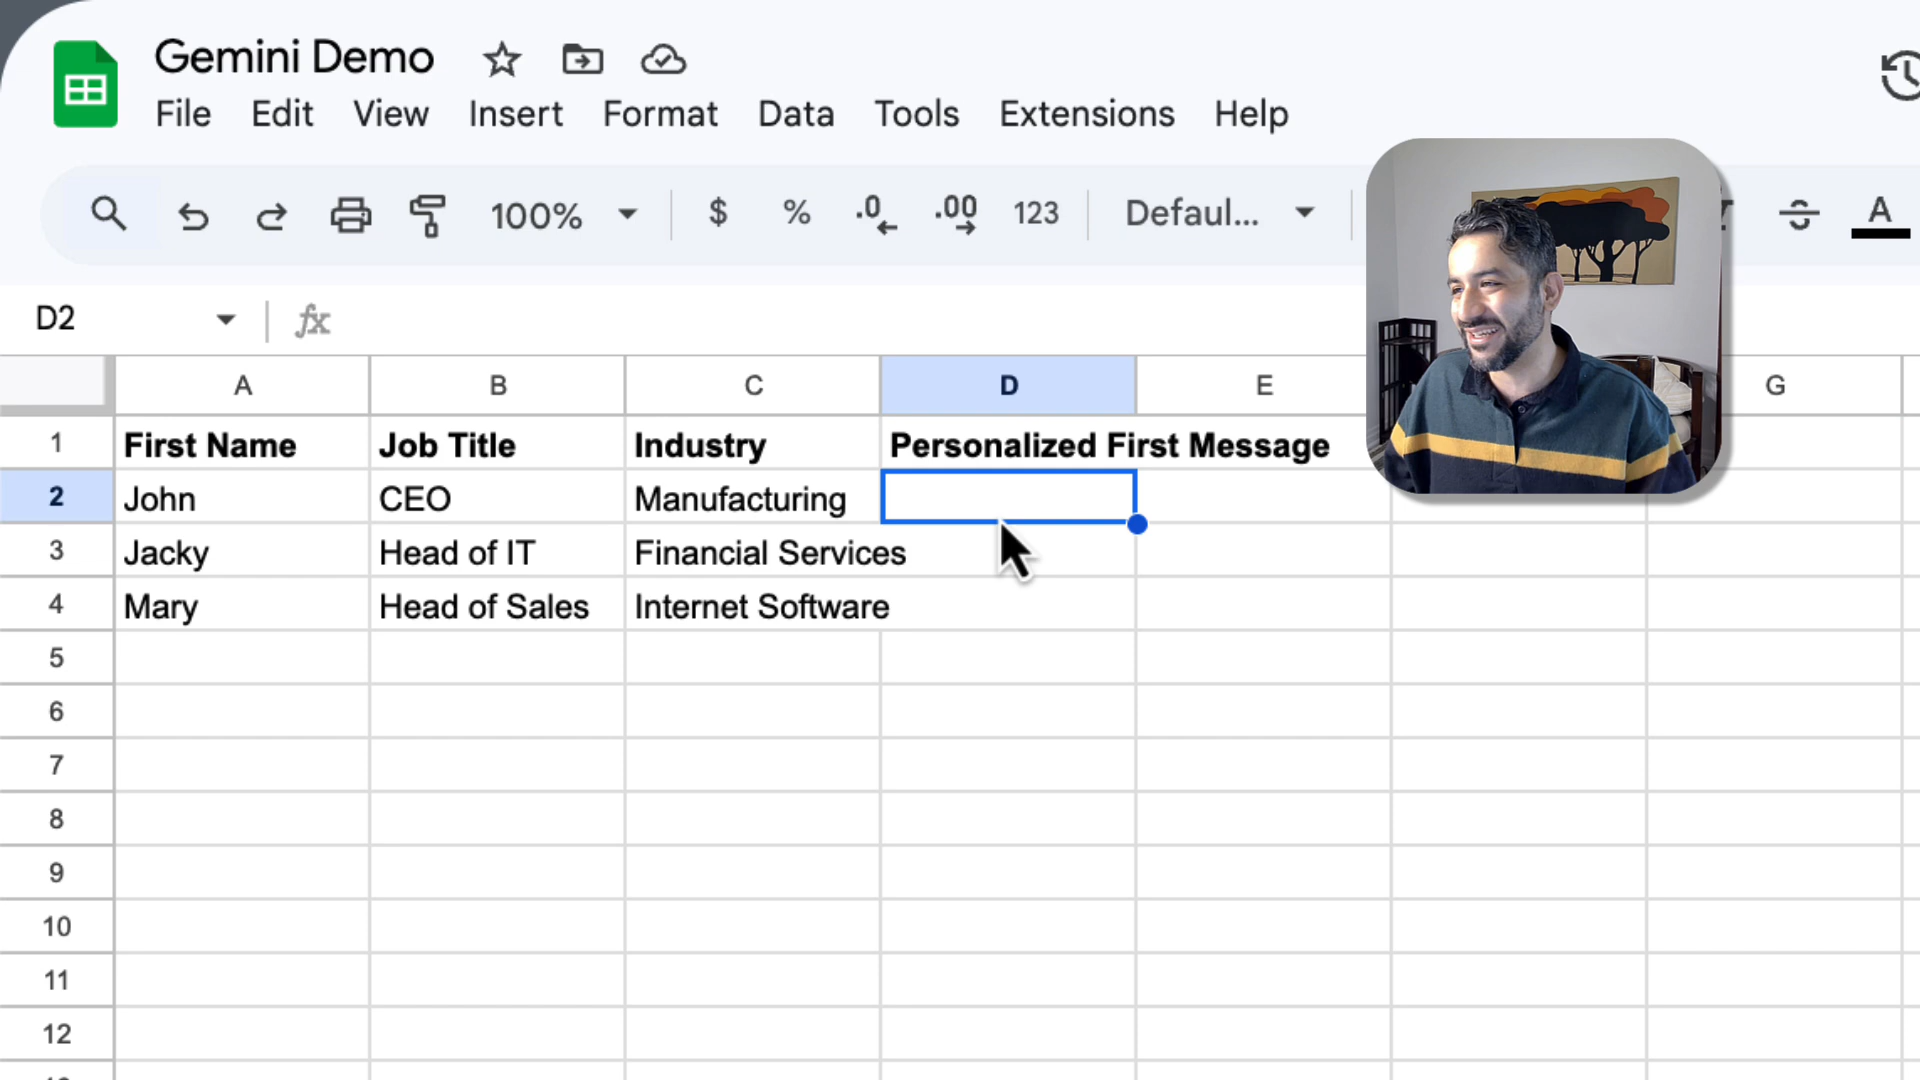 Gemini Demo
File Edit View Insert Format Data Tools Extensions Help
100% $ % .0 .00 123 Defaul... A
D2 fx
A B C D E G
1 First Name Job Title Industry Personalized First Message
2 John CEO Manufacturing
3 Jacky Head of IT Financial Services
4 Mary Head of Sales Internet Software
5
6
7
8
9
10
11
12